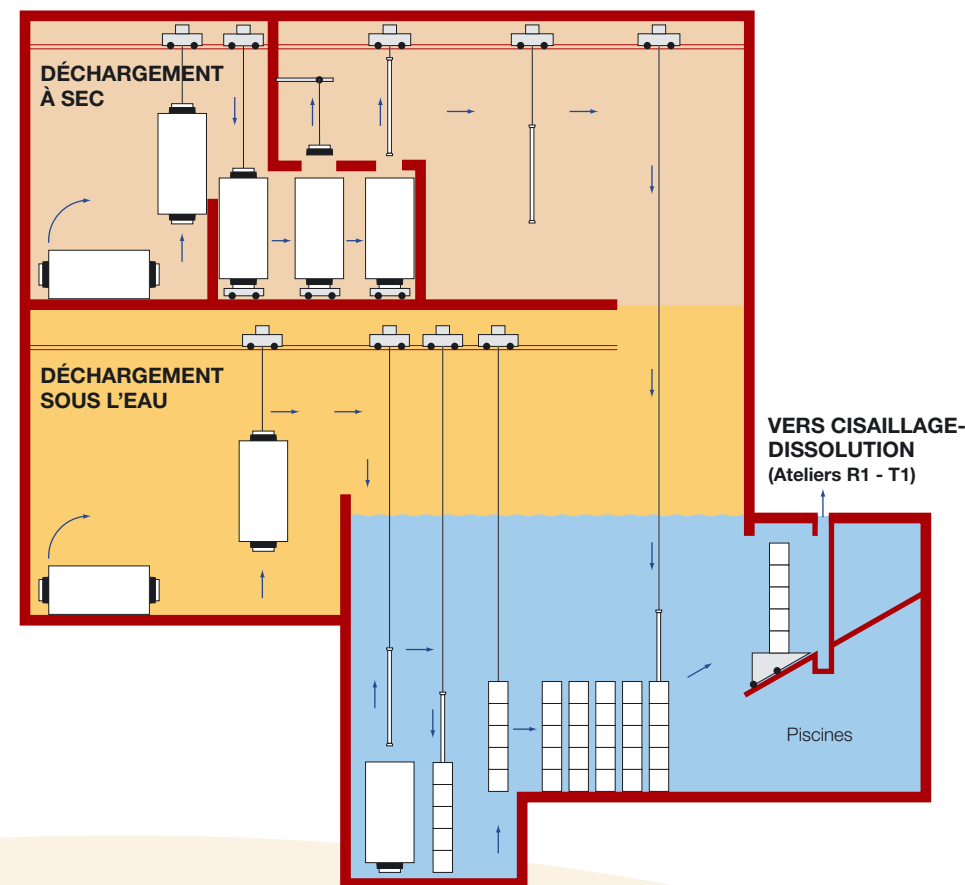 DÉCHARGEMENT
À SEC
DÉCHARGEMENT
SOUS L’EAU
VERS CISAILLAGE-
DISSOLUTION
(Ateliers R1 - T1)
Piscines